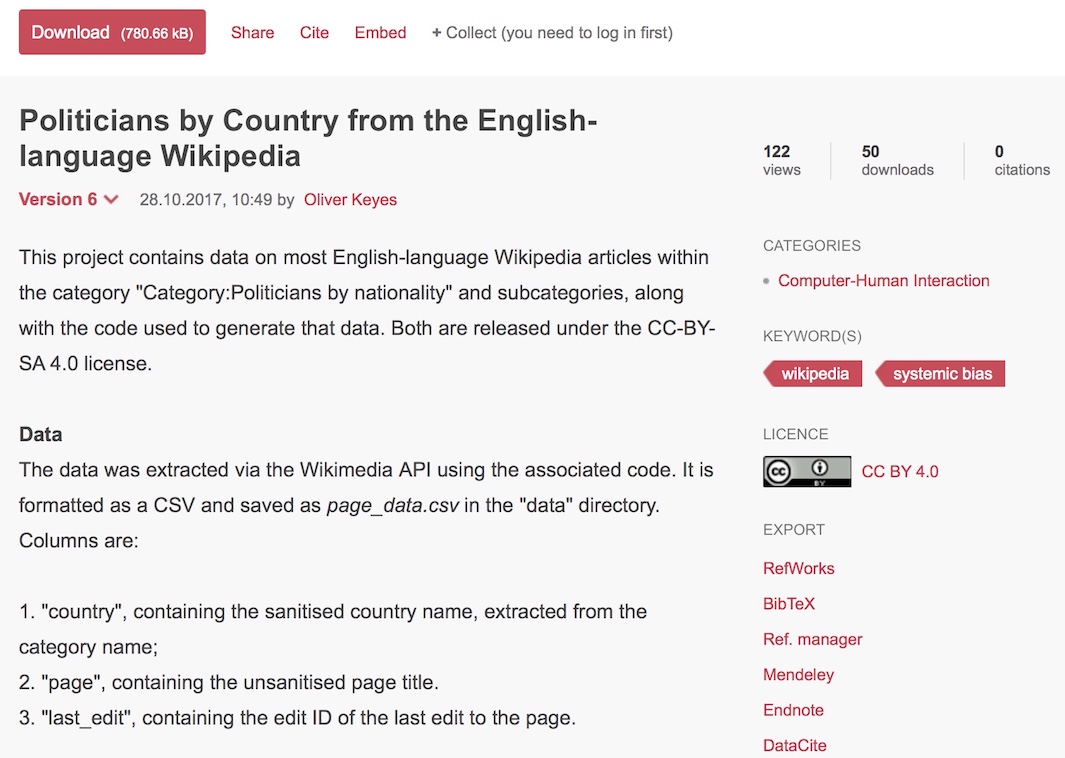 Download (780.66 kB) Share Cite Embed + Collect (you need to log in first)
Politicians by Country from the English-
language Wikipedia
Version 6 28.10.2017, 10:49 by Oliver Keyes
This project contains data on most English-language Wikipedia articles within
the category "Category:Politicians by nationality" and subcategories, along
with the code used to generate that data. Both are released under the CC-BY-
SA 4.0 license.
Data
The data was extracted via the Wikimedia API using the associated code. It is
formatted as a CSV and saved as page_data.csv in the "data" directory.
Columns are:
1. "country", containing the sanitised country name, extracted from the
category name;
2. "page", containing the unsanitised page title.
3. "last_edit", containing the edit ID of the last edit to the page.
122 50 0
views downloads citations
CATEGORIES
Computer-Human Interaction
KEYWORD(S)
wikipedia systemic bias
LICENCE
cc BY CC BY 4.0
EXPORT
RefWorks
BibTeX
Ref. manager
Mendeley
Endnote
DataCite